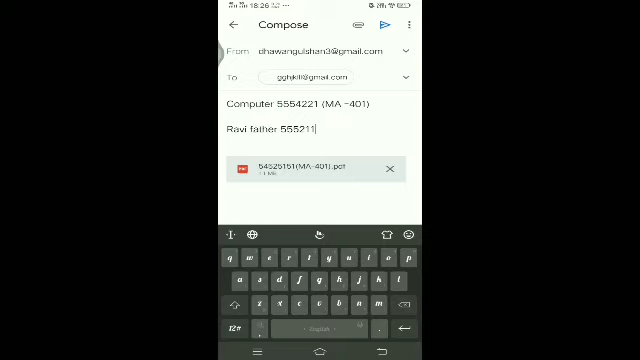 18:26
Compose
From dhawangulshan3@gmail.com
To gghjkill@gmail.com
Computer 5554221 (MA -401)
Ravi father 555211
54525151(MA-401).pdf
q w e r t y u i o p
a s d f g h j k l
z x c v b n m
12# , English .